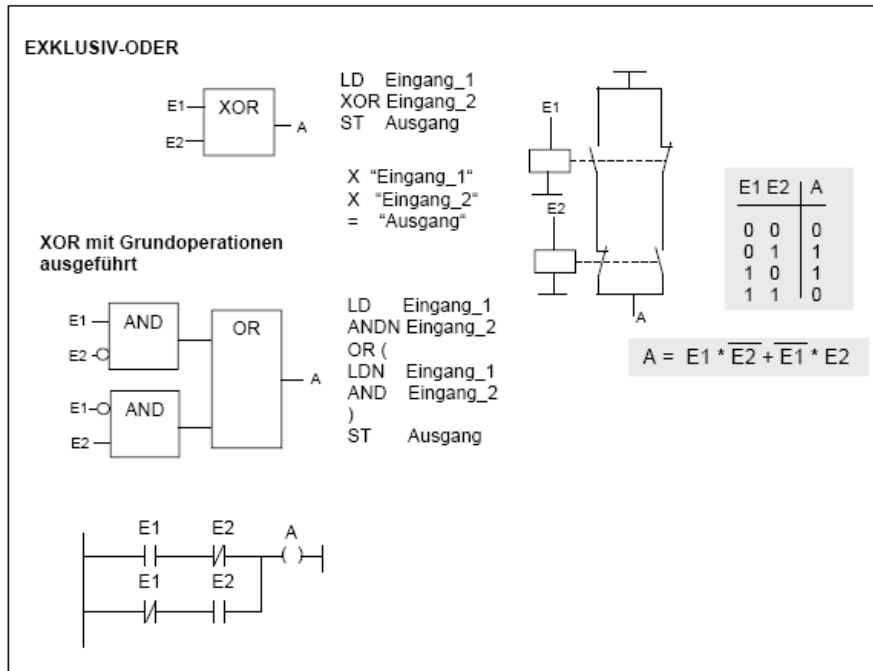 EXKLUSIV-ODER
E1
E2
XOR
A
LD Eingang_1
XOR Eingang_2
ST Ausgang
X "Eingang_1"
X "Eingang_2"
= "Ausgang"
E1
E2
A
E1 E2 A
0 0 0
0 1 1
1 0 1
1 1 0
A = E1 * E̅2̅ + E̅1̅ * E2
XOR mit Grundoperationen
ausgeführt
E1
E2
AND
E1
E2
AND
OR
A
LD Eingang_1
ANDN Eingang_2
OR (
LDN Eingang_1
AND Eingang_2
)
ST Ausgang
E1 E2 A
( )
E1 E2